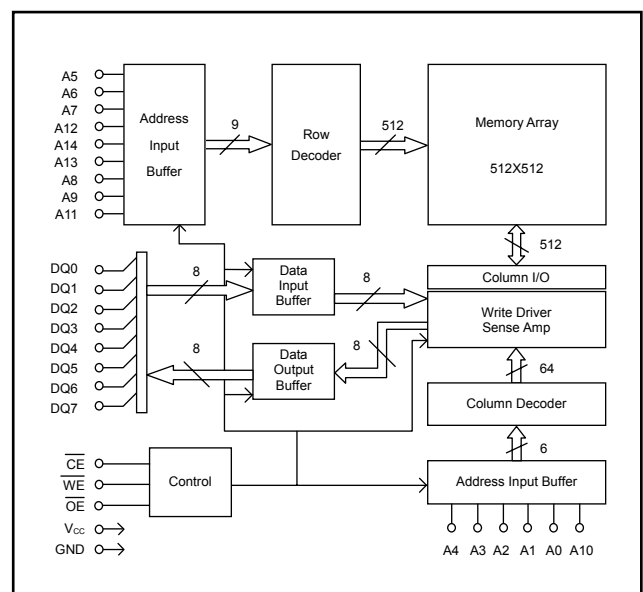 A5
A6
A7
A12
A14
A13
A8
A9
A11
Address
Input
Buffer
9
Row
Decoder
512
Memory Array
512X512
512
DQ0
DQ1
DQ2
DQ3
DQ4
DQ5
DQ6
DQ7
8
Data
Input
Buffer
8
Column I/O
Write Driver
Sense Amp
8
Data
Output
Buffer
8
64
Column Decoder
6
CE
WE
OE
Control
Address Input Buffer
VCC
GND
A4 A3 A2 A1 A0 A10